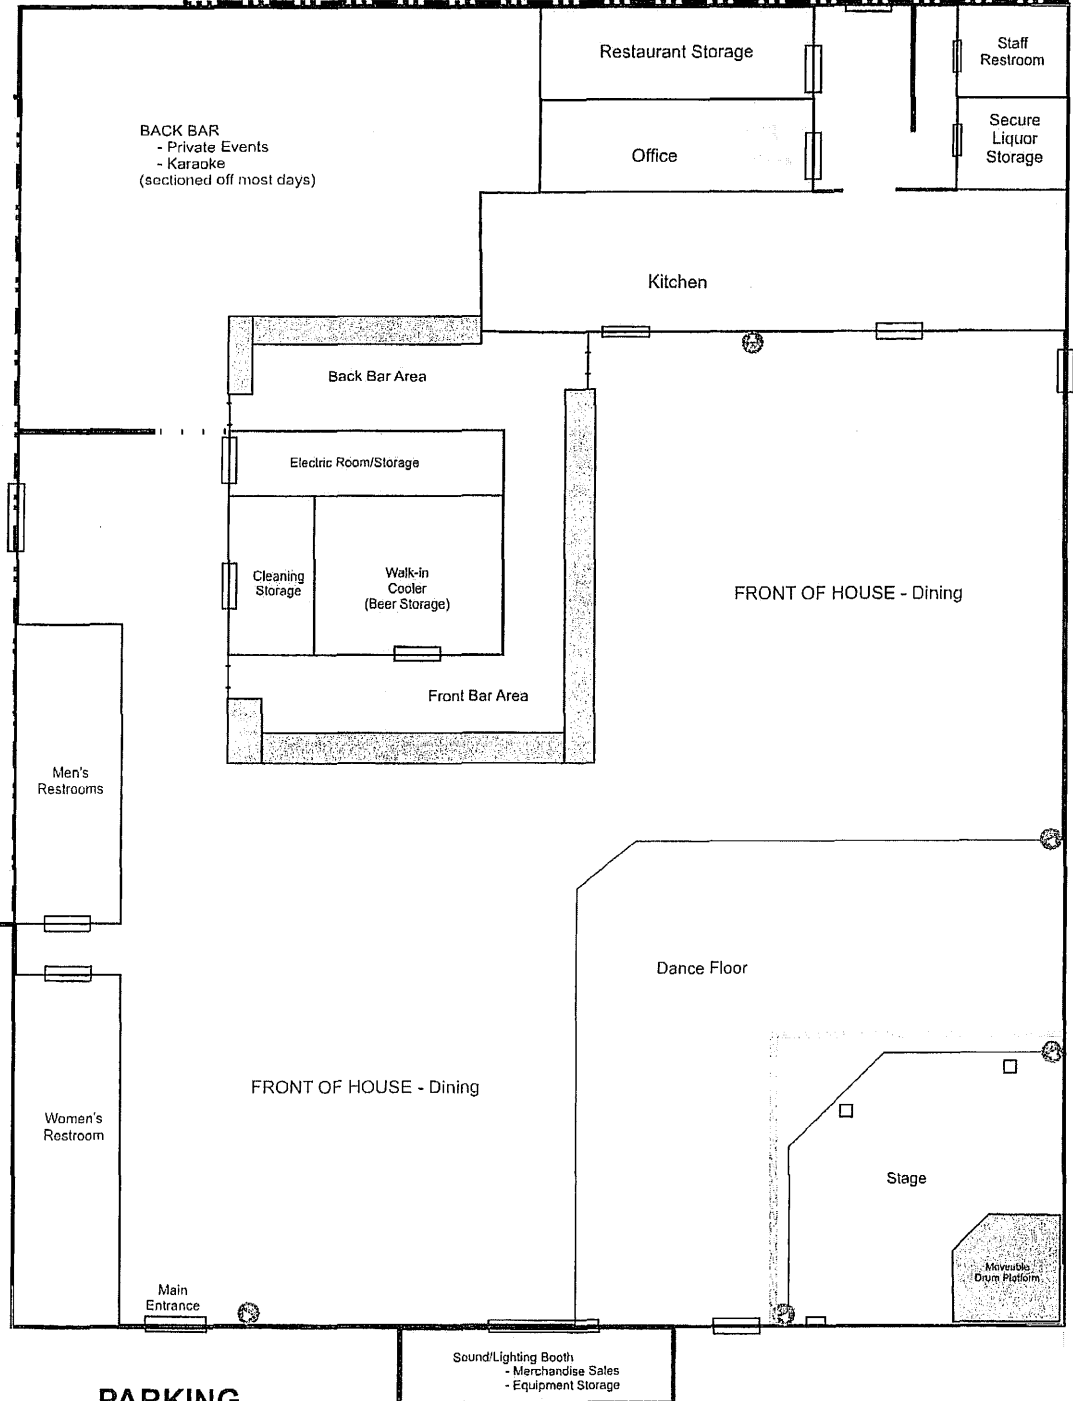 Restaurant Storage
Staff
Restroom
BACK BAR
- Private Events
- Karaoke
(sectioned off most days)
Office
Secure
Liquor
Storage
Kitchen
Back Bar Area
Electric Room/Storage
Cleaning
Storage
Walk-in
Cooler
(Beer Storage)
FRONT OF HOUSE - Dining
Front Bar Area
Men's
Restrooms
Dance Floor
FRONT OF HOUSE - Dining
Women's
Restroom
Stage
Moveable
Drum Platform
Main
Entrance
Sound/Lighting Booth
- Merchandise Sales
- Equipment Storage
PARKING